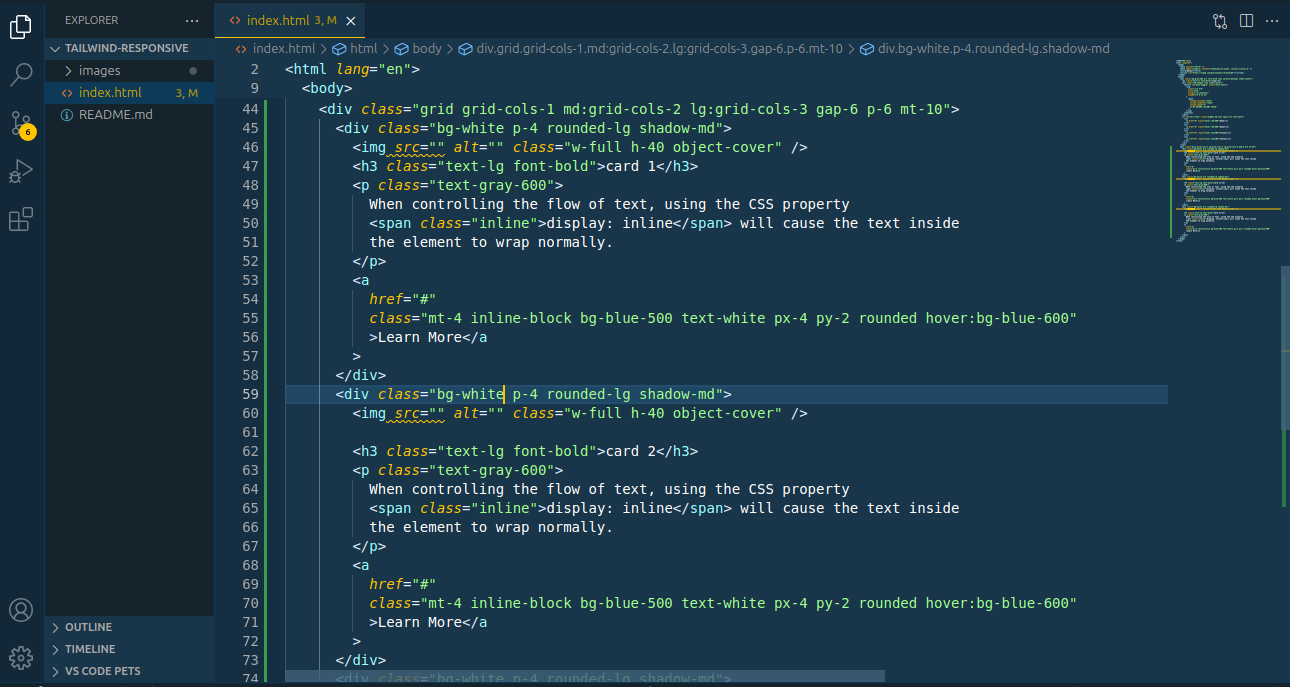 EXPLORER
TAILWIND-RESPONSIVE
images
index.html 3, M
README.md
OUTLINE
TIMELINE
VS CODE PETS
6
index.html 3, M
index.html > html > body > div.grid.grid-cols-1.md:grid-cols-2.lg:grid-cols-3.gap-6.p-6.mt-10 > div.bg-white.p-4.rounded-lg.shadow-md
2 <html lang="en">
9 <body>
44 <div class="grid grid-cols-1 md:grid-cols-2 lg:grid-cols-3 gap-6 p-6 mt-10">
45 <div class="bg-white p-4 rounded-lg shadow-md">
46 <img src="" alt="" class="w-full h-40 object-cover" />
47 <h3 class="text-lg font-bold">card 1</h3>
48 <p class="text-gray-600">
49 When controlling the flow of text, using the CSS property
50 <span class="inline">display: inline</span> will cause the text inside
51 the element to wrap normally.
52 </p>
53 <a
54 href="#"
55 class="mt-4 inline-block bg-blue-500 text-white px-4 py-2 rounded hover:bg-blue-600"
56 >Learn More</a
57 >
58 </div>
59 <div class="bg-white p-4 rounded-lg shadow-md">
60 <img src="" alt="" class="w-full h-40 object-cover" />
61
62 <h3 class="text-lg font-bold">card 2</h3>
63 <p class="text-gray-600">
64 When controlling the flow of text, using the CSS property
65 <span class="inline">display: inline</span> will cause the text inside
66 the element to wrap normally.
67 </p>
68 <a
69 href="#"
70 class="mt-4 inline-block bg-blue-500 text-white px-4 py-2 rounded hover:bg-blue-600"
71 >Learn More</a
72 >
73 </div>
74 <div class="bg-white p-4 rounded-lg shadow-md">